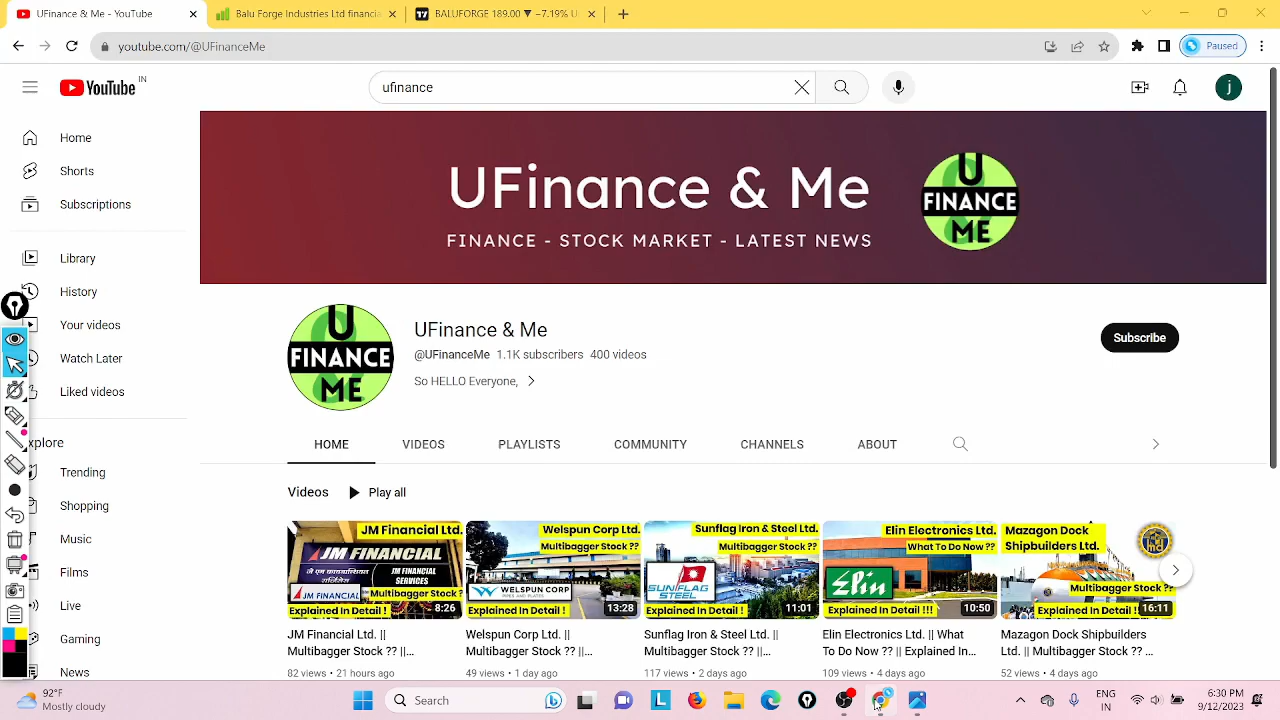 UFinance & Me - YouTube
Balu Forge Industries Ltd financi
BALUFORGE 189.00 ▼ −7.19% U
youtube.com/@UFinanceMe
Paused
YouTube IN
ufinance
j
Home
Shorts
Subscriptions
Library
History
Your videos
Watch Later
Liked videos
xplore
Trending
Shopping
Music
Films
Live
Gaming
News
UFinance & Me
FINANCE - STOCK MARKET - LATEST NEWS
U
FINANCE
ME
U
FINANCE
ME
UFinance & Me
@UFinanceMe 1.1K subscribers 400 videos
So HELLO Everyone,
Subscribe
HOME VIDEOS PLAYLISTS COMMUNITY CHANNELS ABOUT
Videos Play all
JM Financial Ltd.
JM FINANCIAL
JM FINANCIAL
SERVICES
JM FINANCIAL
Multibagger Stock ?
Explained In Detail !
8:26
Welspun Corp Ltd.
Multibagger Stock ??
WELSPUN CORP
PIPES AND PLATES
Explained In Detail !
13:28
Sunflag Iron & Steel Ltd.
Multibagger Stock ??
SUNFLAG
STEEL
Explained In Detail !
11:01
Elin Electronics Ltd.
What To Do Now ??
Elin
Explained In Detail !!!
10:50
Mazagon Dock
Shipbuilders Ltd.
Multibagger Stock ??
Explained In Detail !
16:11
JM Financial Ltd. ||
Multibagger Stock ?? ||...
82 views • 21 hours ago
Welspun Corp Ltd. ||
Multibagger Stock ?? ||...
49 views • 1 day ago
Sunflag Iron & Steel Ltd. ||
Multibagger Stock ?? ||...
117 views • 2 days ago
Elin Electronics Ltd. || What
To Do Now ?? || Explained In...
109 views • 4 days ago
Mazagon Dock Shipbuilders
Ltd. || Multibagger Stock ?? ...
52 views • 4 days ago
92°F
Mostly cloudy
Search
L
ENG
IN
6:30 PM
9/12/2023